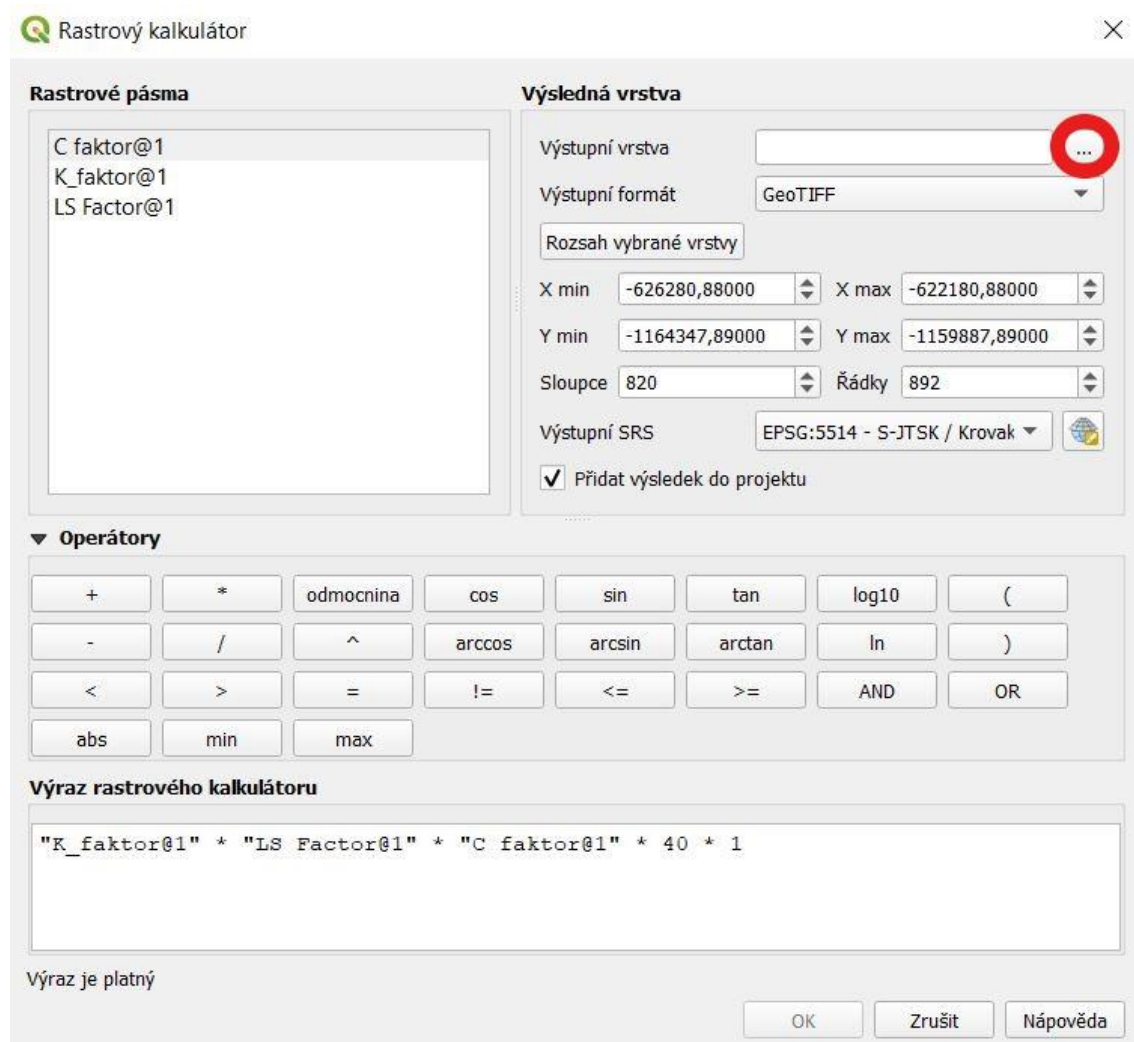 Rastrový kalkulátor
Rastrové pásma
C faktor@1
K_faktor@1
LS Factor@1
Výsledná vrstva
Výstupní vrstva
...
Výstupní formát GeoTIFF
Rozsah vybrané vrstvy
X min -626280,88000 X max -622180,88000
Y min -1164347,89000 Y max -1159887,89000
Sloupce 820 Řádky 892
Výstupní SRS EPSG:5514 - S-JTSK / Krovak
Přidat výsledek do projektu
Operátory
+ * odmocnina cos sin tan log10 (
- / ^ arccos arcsin arctan ln )
< > = != <= >= AND OR
abs min max
Výraz rastrového kalkulátoru
"K_faktor@1" * "LS Factor@1" * "C faktor@1" * 40 * 1
Výraz je platný
OK Zrušit Nápověda